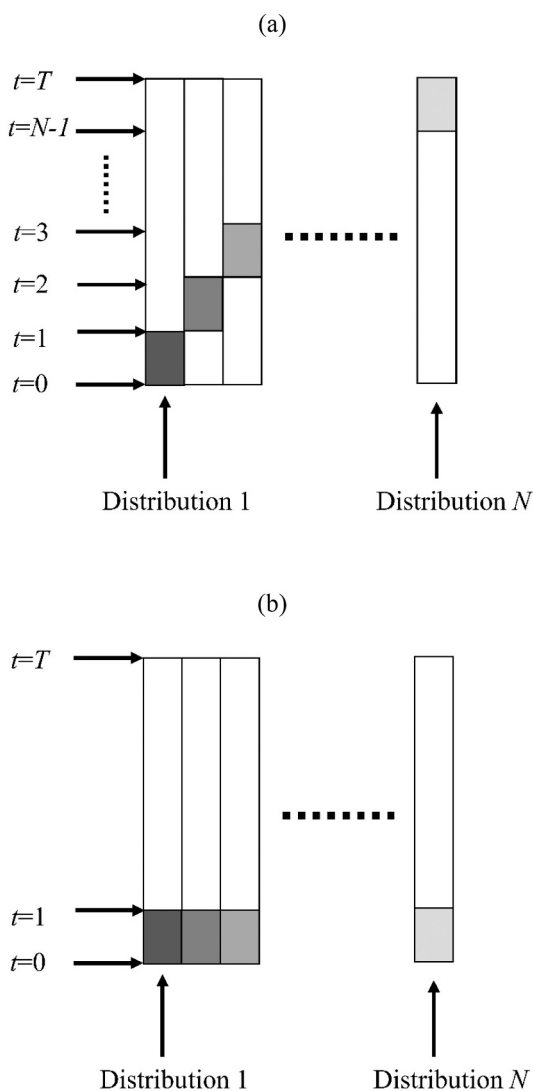 (a)
t=T
t=N-1
t=3
t=2
t=1
t=0
Distribution 1
Distribution N
(b)
t=T
t=1
t=0
Distribution 1
Distribution N